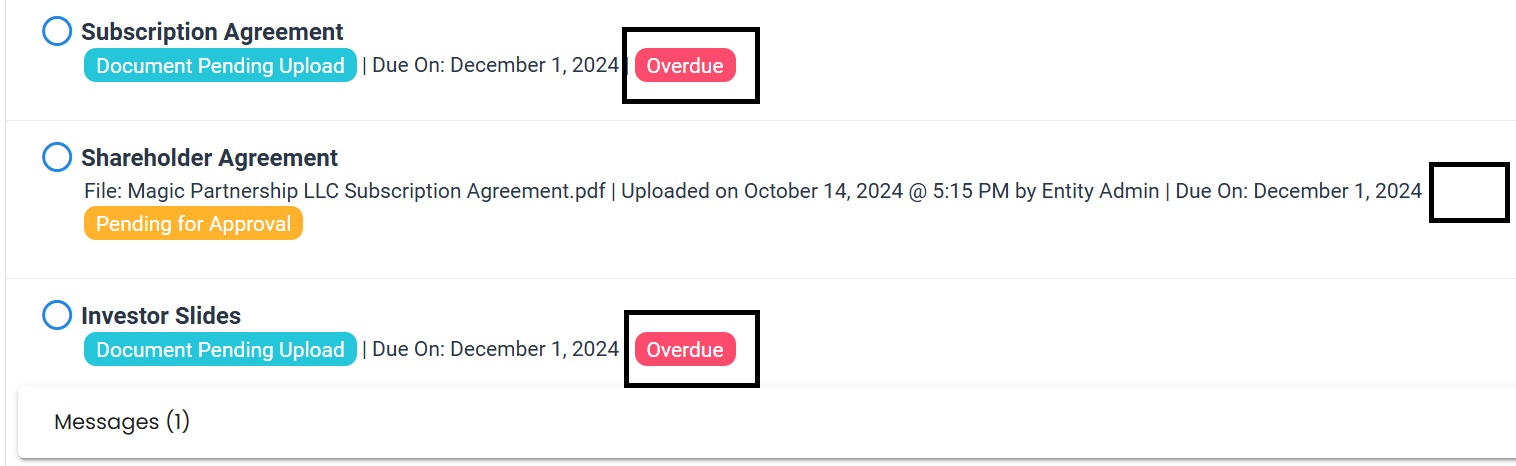 Subscription Agreement
Document Pending Upload | Due On: December 1, 2024 | Overdue
Shareholder Agreement
File: Magic Partnership LLC Subscription Agreement.pdf | Uploaded on October 14, 2024 @ 5:15 PM by Entity Admin | Due On: December 1, 2024
Pending for Approval
Investor Slides
Document Pending Upload | Due On: December 1, 2024 Overdue
Messages (1)